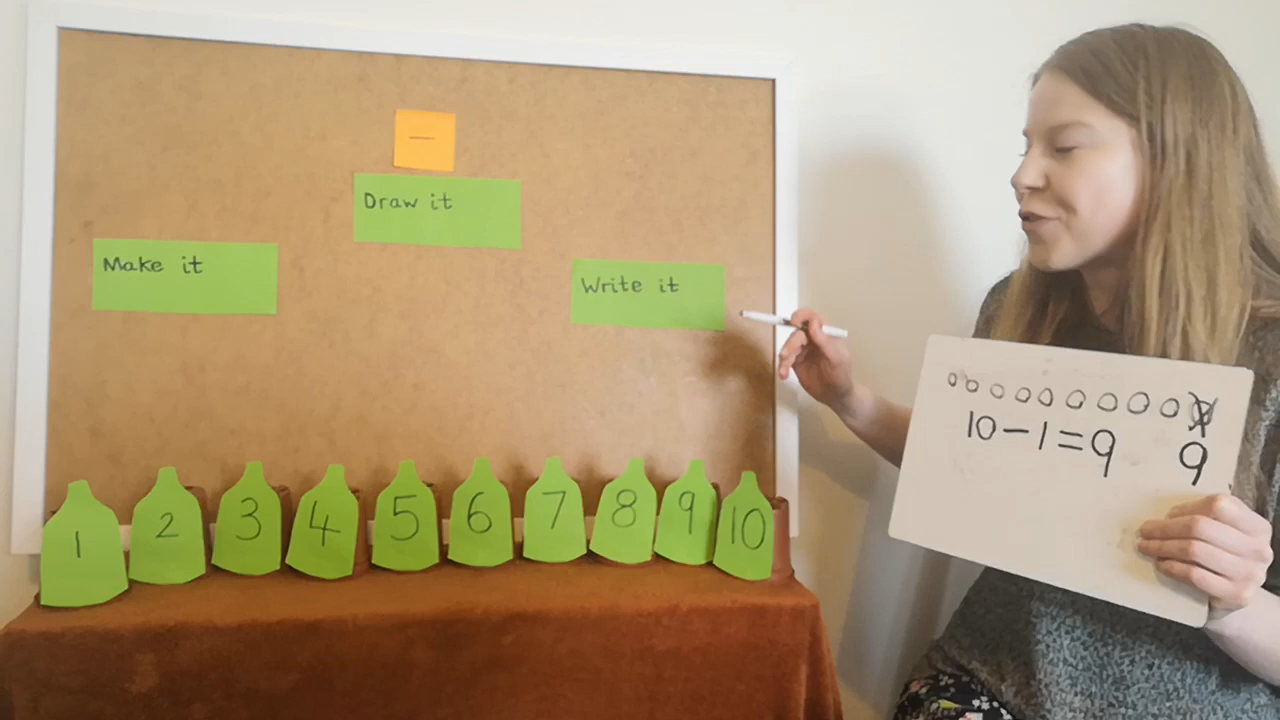 —
Draw it
Make it
Write it
10-1=9
9
1 2 3 4 5 6 7 8 9 10